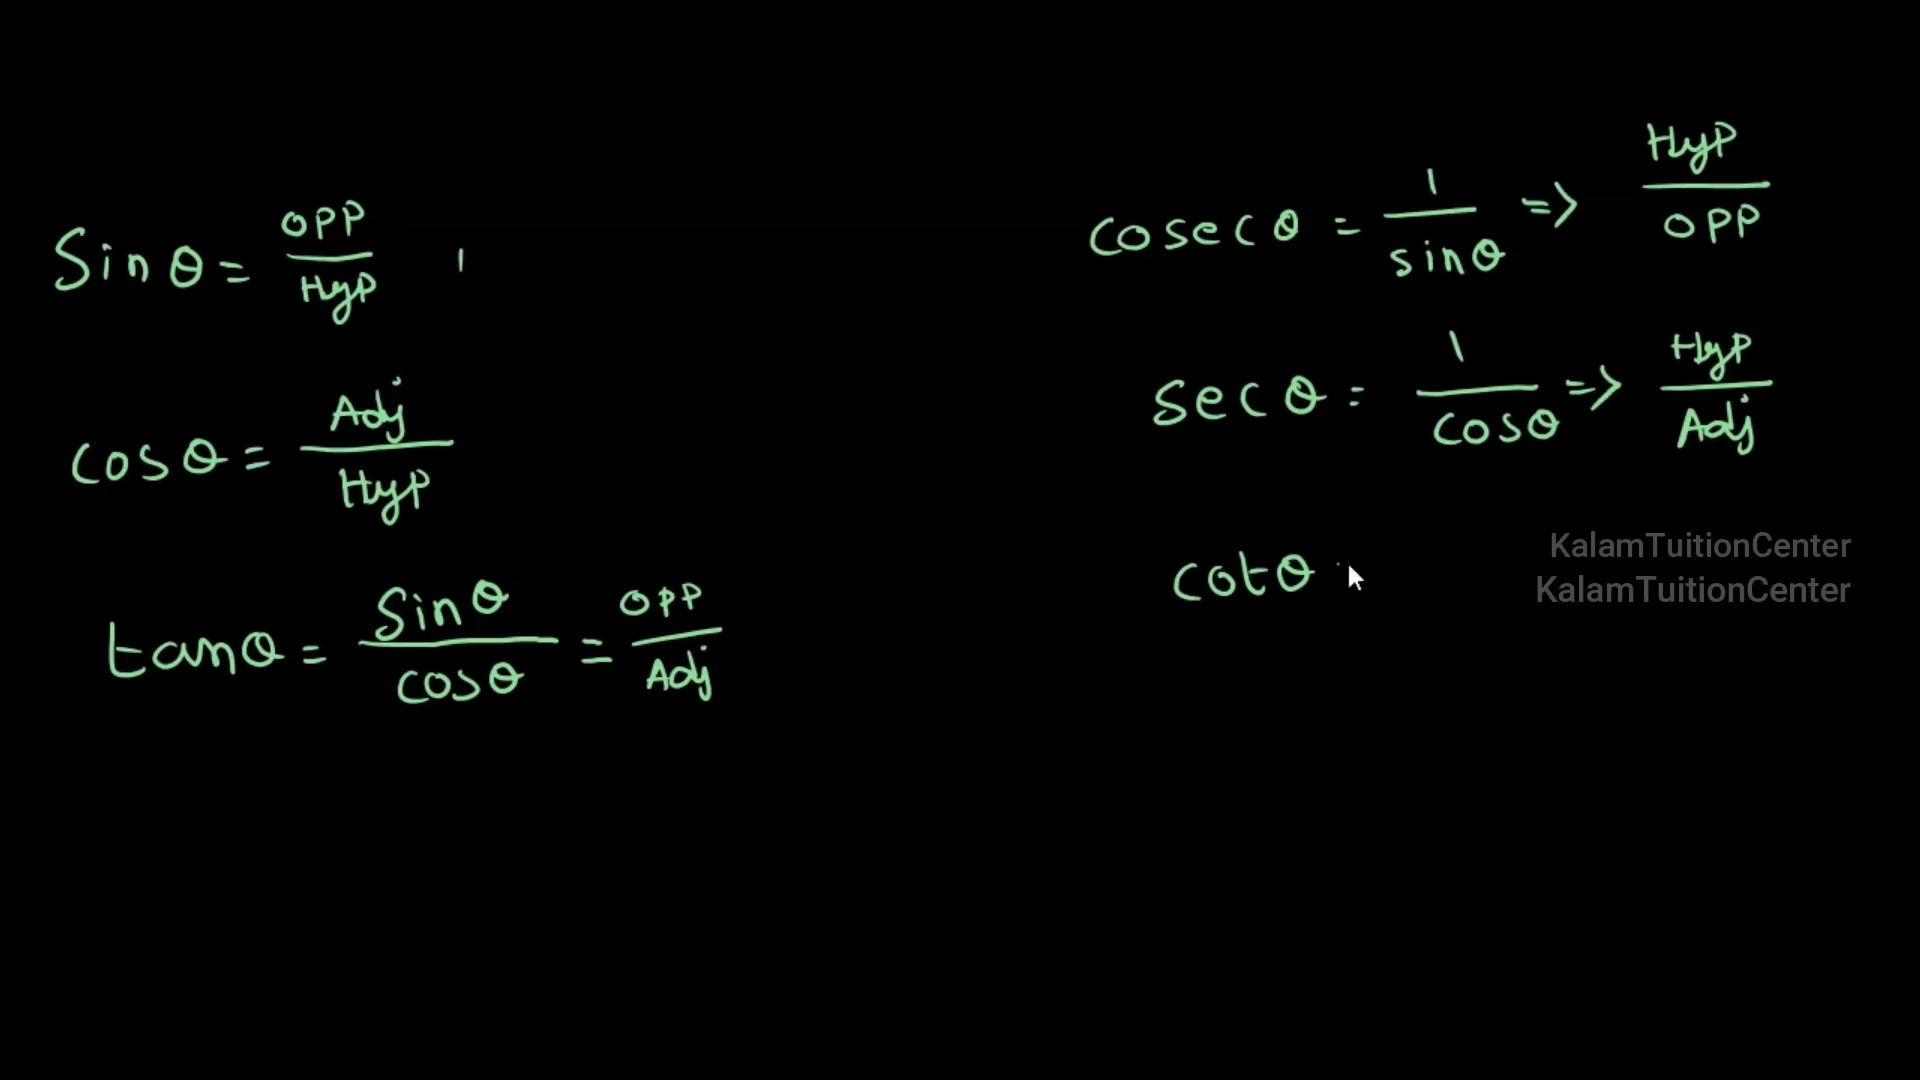 Sin θ = opp / Hyp ,
cos θ = Adj / Hyp
tan θ = Sin θ / cos θ = opp / Adj
cosec θ = 1 / sin θ => Hyp / opp
sec θ = 1 / cos θ => Hyp / Adj
cot θ
KalamTuitionCenter
KalamTuitionCenter